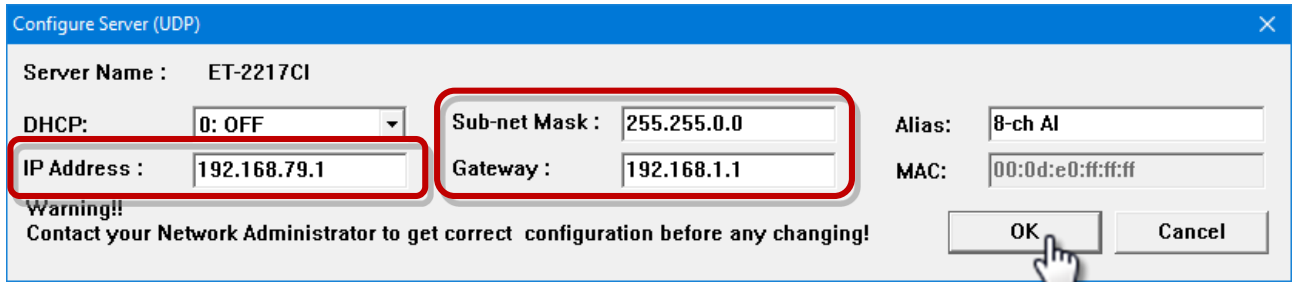 Configure Server (UDP)
Server Name : ET-2217CI
DHCP: 0: OFF Sub-net Mask : 255.255.0.0 Alias: 8-ch AI
IP Address : 192.168.79.1 Gateway : 192.168.1.1 MAC: 00:0d:e0:ff:ff:ff
Warning!!
Contact your Network Administrator to get correct configuration before any changing!
OK Cancel